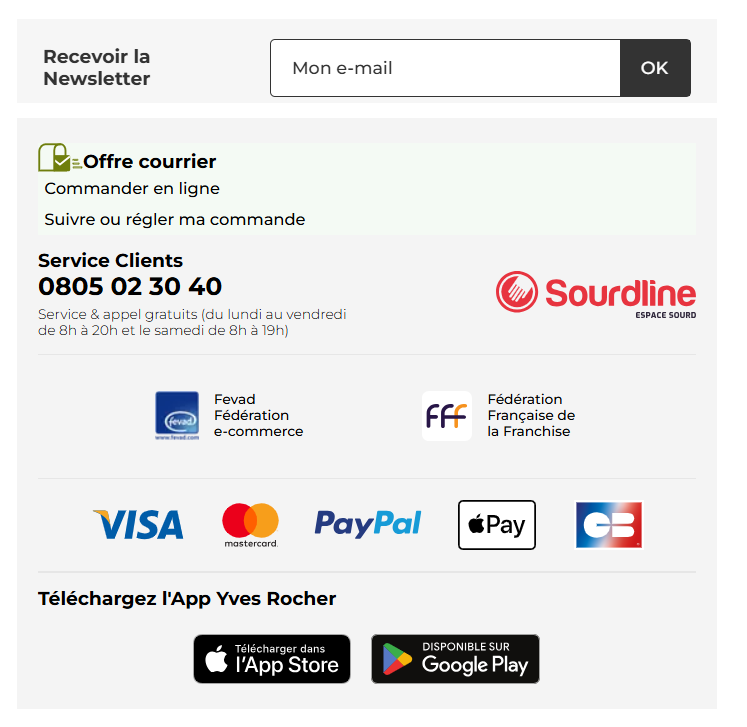 Recevoir la
Newsletter
Mon e-mail
OK
Offre courrier
Commander en ligne
Suivre ou régler ma commande
Service Clients
0805 02 30 40
Service & appel gratuits (du lundi au vendredi
de 8h à 20h et le samedi de 8h à 19h)
Sourdline
ESPACE SOURD
fevad
www.fevad.com
Fevad
Fédération
e-commerce
fff
Fédération
Française de
la Franchise
VISA
mastercard.
PayPal
Pay
CB
Téléchargez l'App Yves Rocher
Télécharger dans
l'App Store
DISPONIBLE SUR
Google Play